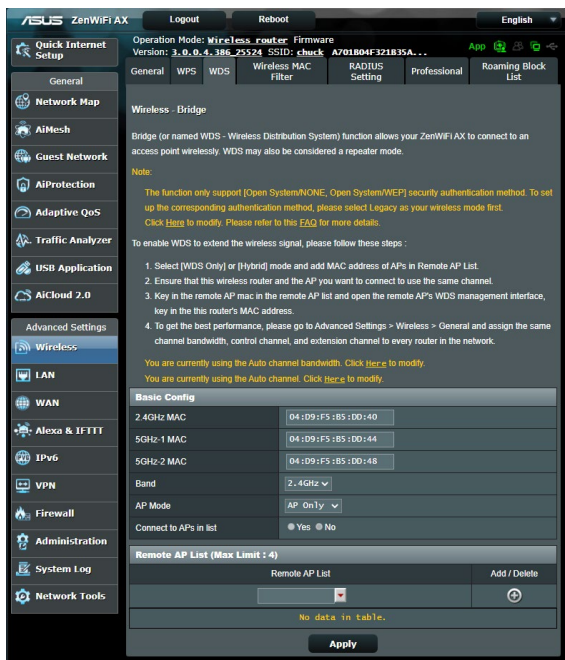 ASUS ZenWiFi AX Logout Reboot English
Quick Internet Setup
General
Network Map
AiMesh
Guest Network
AiProtection
Adaptive QoS
Traffic Analyzer
USB Application
AiCloud 2.0
Advanced Settings
Wireless
LAN
WAN
Alexa & IFTTT
IPv6
VPN
Firewall
Administration
System Log
Network Tools
Operation Mode: Wireless router Firmware
Version: 3.0.0.4.386_25524 SSID: chuck A701B04F321B35A... App
General WPS WDS Wireless MAC Filter RADIUS Setting Professional Roaming Block List
Wireless - Bridge
Bridge (or named WDS - Wireless Distribution System) function allows your ZenWiFi AX to connect to an
access point wirelessly. WDS may also be considered a repeater mode.
Note:
The function only support [Open System/NONE, Open System/WEP] security authentication method. To set
up the corresponding authentication method, please select Legacy as your wireless mode first.
Click Here to modify. Please refer to this FAQ for more details.
To enable WDS to extend the wireless signal, please follow these steps :
1. Select [WDS Only] or [Hybrid] mode and add MAC address of APs in Remote AP List.
2. Ensure that this wireless router and the AP you want to connect to use the same channel.
3. Key in the remote AP mac in the remote AP list and open the remote AP's WDS management interface,
key in the this router's MAC address.
4. To get the best performance, please go to Advanced Settings > Wireless > General and assign the same
channel bandwidth, control channel, and extension channel to every router in the network.
You are currently using the Auto channel bandwidth. Click Here to modify.
You are currently using the Auto channel. Click Here to modify.
Basic Config
2.4GHz MAC 04:D9:F5:B5:DD:40
5GHz-1 MAC 04:D9:F5:B5:DD:44
5GHz-2 MAC 04:D9:F5:B5:DD:48
Band 2.4GHz
AP Mode AP Only
Connect to APs in list Yes No
Remote AP List (Max Limit : 4)
Remote AP List Add / Delete
No data in table.
Apply